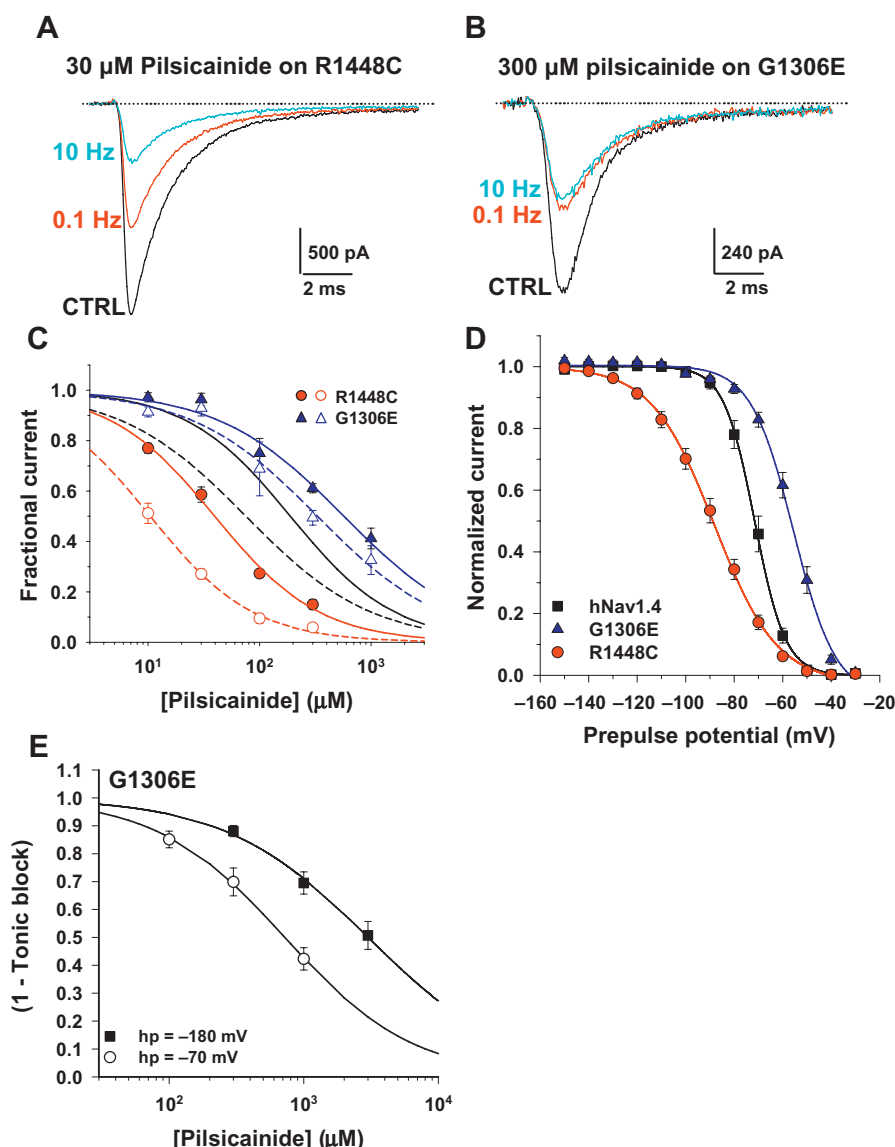 A
30 µM Pilsicainide on R1448C
10 Hz
0.1 Hz
CTRL
500 pA
2 ms
B
300 µM pilsicainide on G1306E
10 Hz
0.1 Hz
CTRL
240 pA
2 ms
C
R1448C
G1306E
Fractional current
1.0
0.8
0.6
0.4
0.2
0.0
10¹ 10² 10³
[Pilsicainide] (µM)
D
Normalized current
1.0
0.8
0.6
0.4
0.2
0.0
hNav1.4
G1306E
R1448C
−160 −140 −120 −100 −80 −60 −40 −20
Prepulse potential (mV)
E
G1306E
(1 - Tonic block)
1.1
1.0
0.9
0.8
0.7
0.6
0.5
0.4
0.3
0.2
0.1
0.0
hp = −180 mV
hp = −70 mV
10² 10³ 10⁴
[Pilsicainide] (µM)